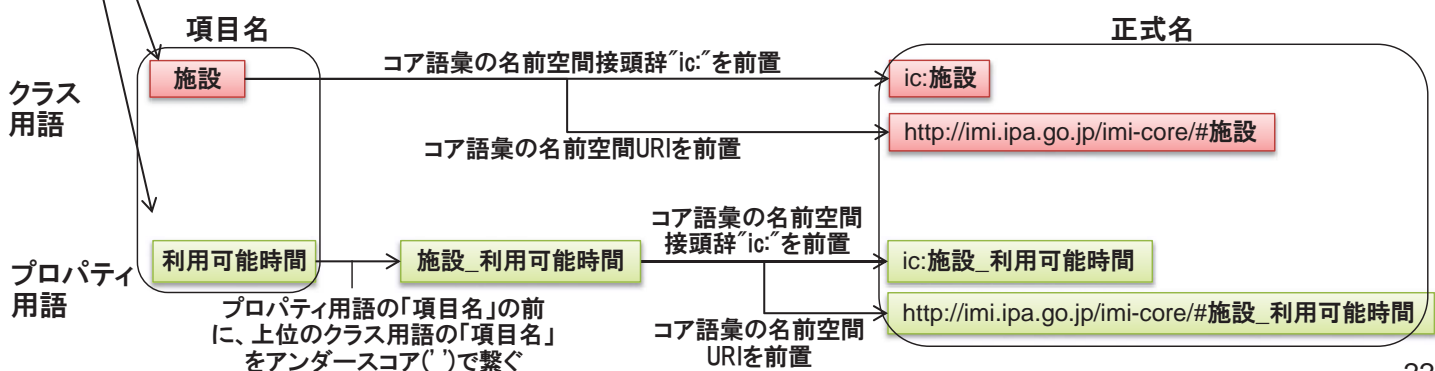 項目名
正式名
クラス
用語
施設
コア語彙の名前空間接頭辞"ic:"を前置
ic:施設
コア語彙の名前空間URIを前置
http://imi.ipa.go.jp/imi-core/#施設
プロパティ
用語
利用可能時間
施設_利用可能時間
コア語彙の名前空間
接頭辞"ic:"を前置
ic:施設_利用可能時間
プロパティ用語の「項目名」の前
に、上位のクラス用語の「項目名」
をアンダースコア(' ')で繋ぐ
コア語彙の名前空間
URIを前置
http://imi.ipa.go.jp/imi-core/#施設_利用可能時間